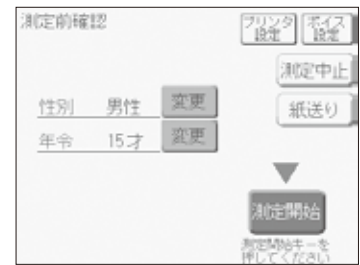 測定前確認
プリンタ設定
ボイス設定
測定中止
紙送り
性別 男性 変更
年令 15才 変更
測定開始
測定開始キーを
押してください